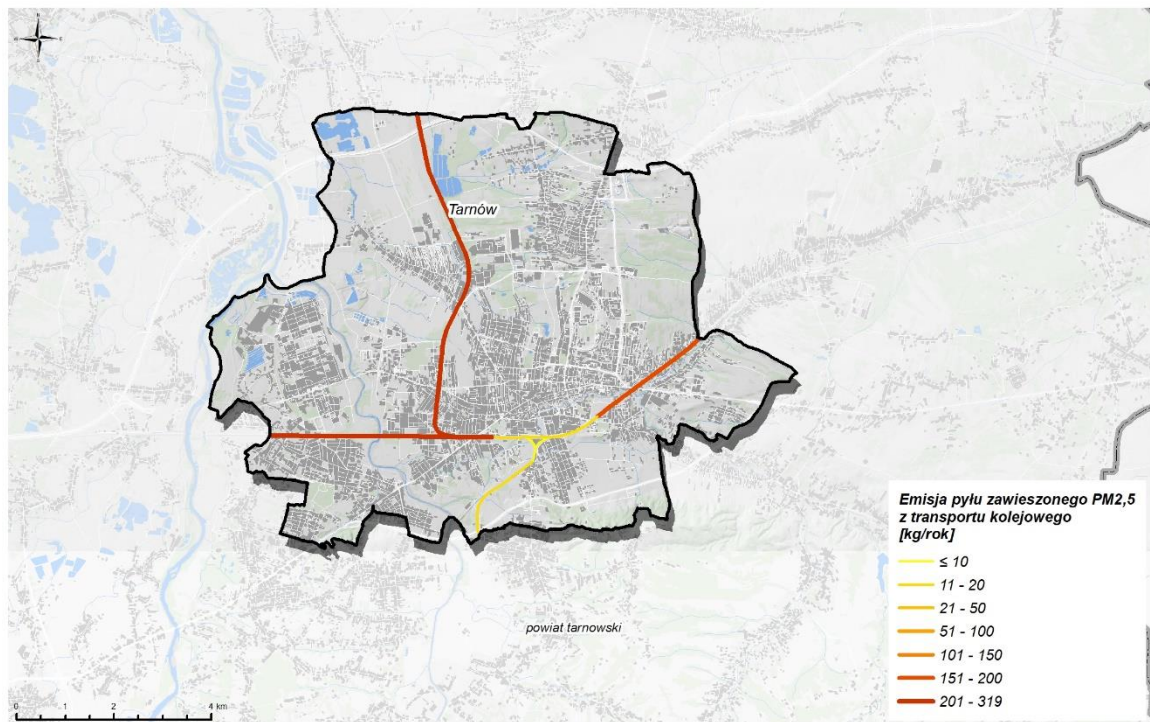 Tarnów
powiat tarnowski
Emisja pyłu zawieszonego PM2,5
z transportu kolejowego
[kg/rok]
≤ 10
11 - 20
21 - 50
51 - 100
101 - 150
151 - 200
201 - 319
0 1 2 4 km